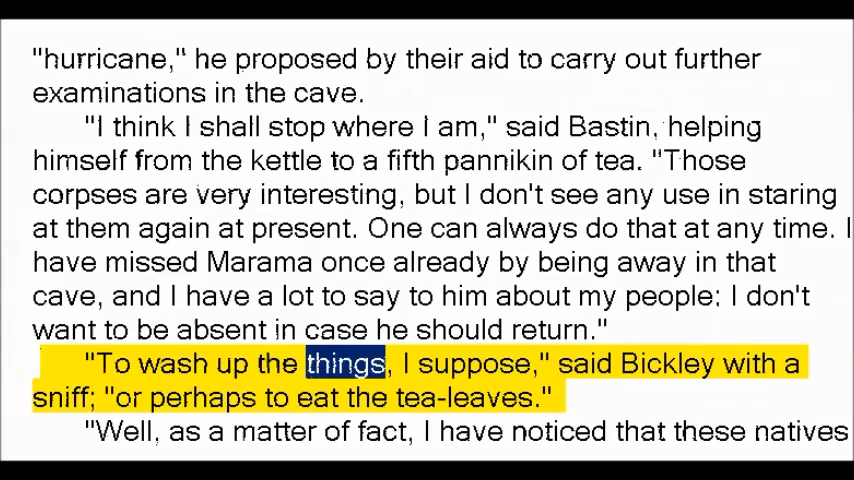 "hurricane," he proposed by their aid to carry out further
examinations in the cave.
"I think I shall stop where I am," said Bastin, helping
himself from the kettle to a fifth pannikin of tea. "Those
corpses are very interesting, but I don't see any use in staring
at them again at present. One can always do that at any time. I
have missed Marama once already by being away in that
cave, and I have a lot to say to him about my people; I don't
want to be absent in case he should return."
"To wash up the things, I suppose," said Bickley with a
sniff; "or perhaps to eat the tea-leaves."
"Well, as a matter of fact, I have noticed that these natives